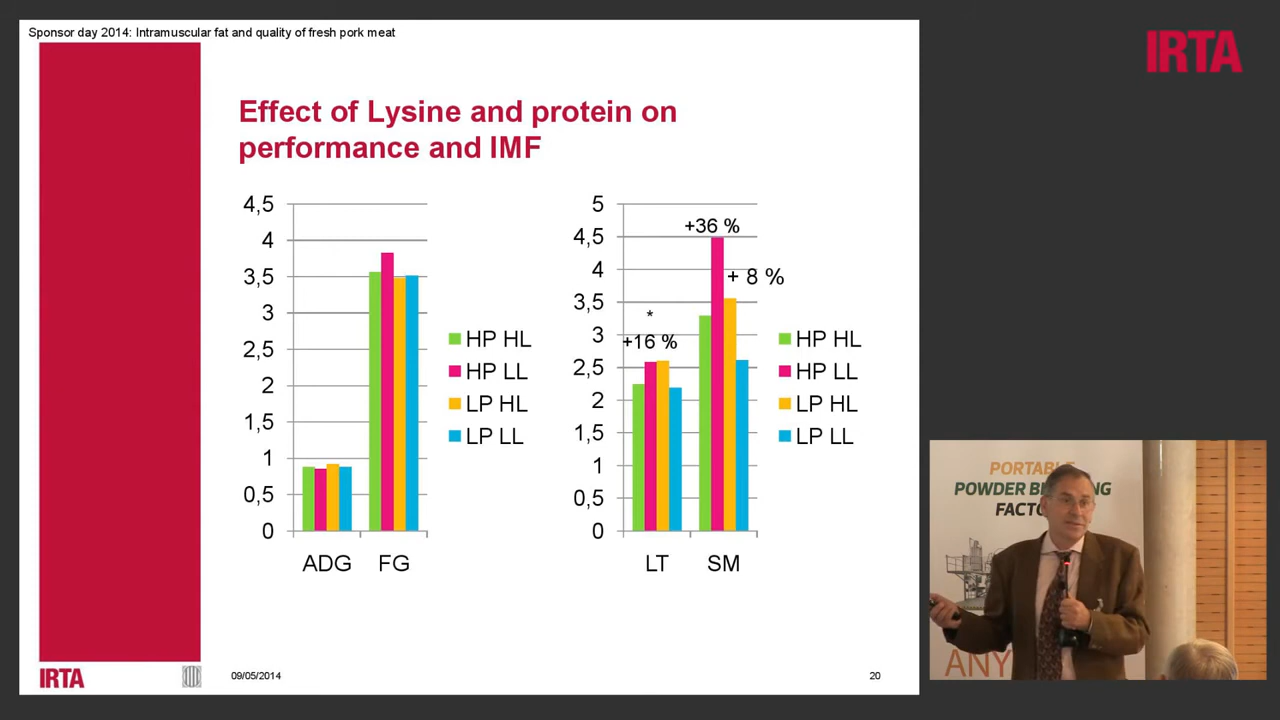 Sponsor day 2014: Intramuscular fat and quality of fresh pork meat
IRTA
Effect of Lysine and protein on
performance and IMF
4,5
4
3,5
3
2,5
2
1,5
1
0,5
0
ADG FG
HP HL
HP LL
LP HL
LP LL
5
4,5
4
3,5
3
2,5
2
1,5
1
0,5
0
+36 %
+ 8 %
*
+16 %
LT SM
HP HL
HP LL
LP HL
LP LL
PORTABLE
POWDER
ANY
IRTA
09/05/2014
20